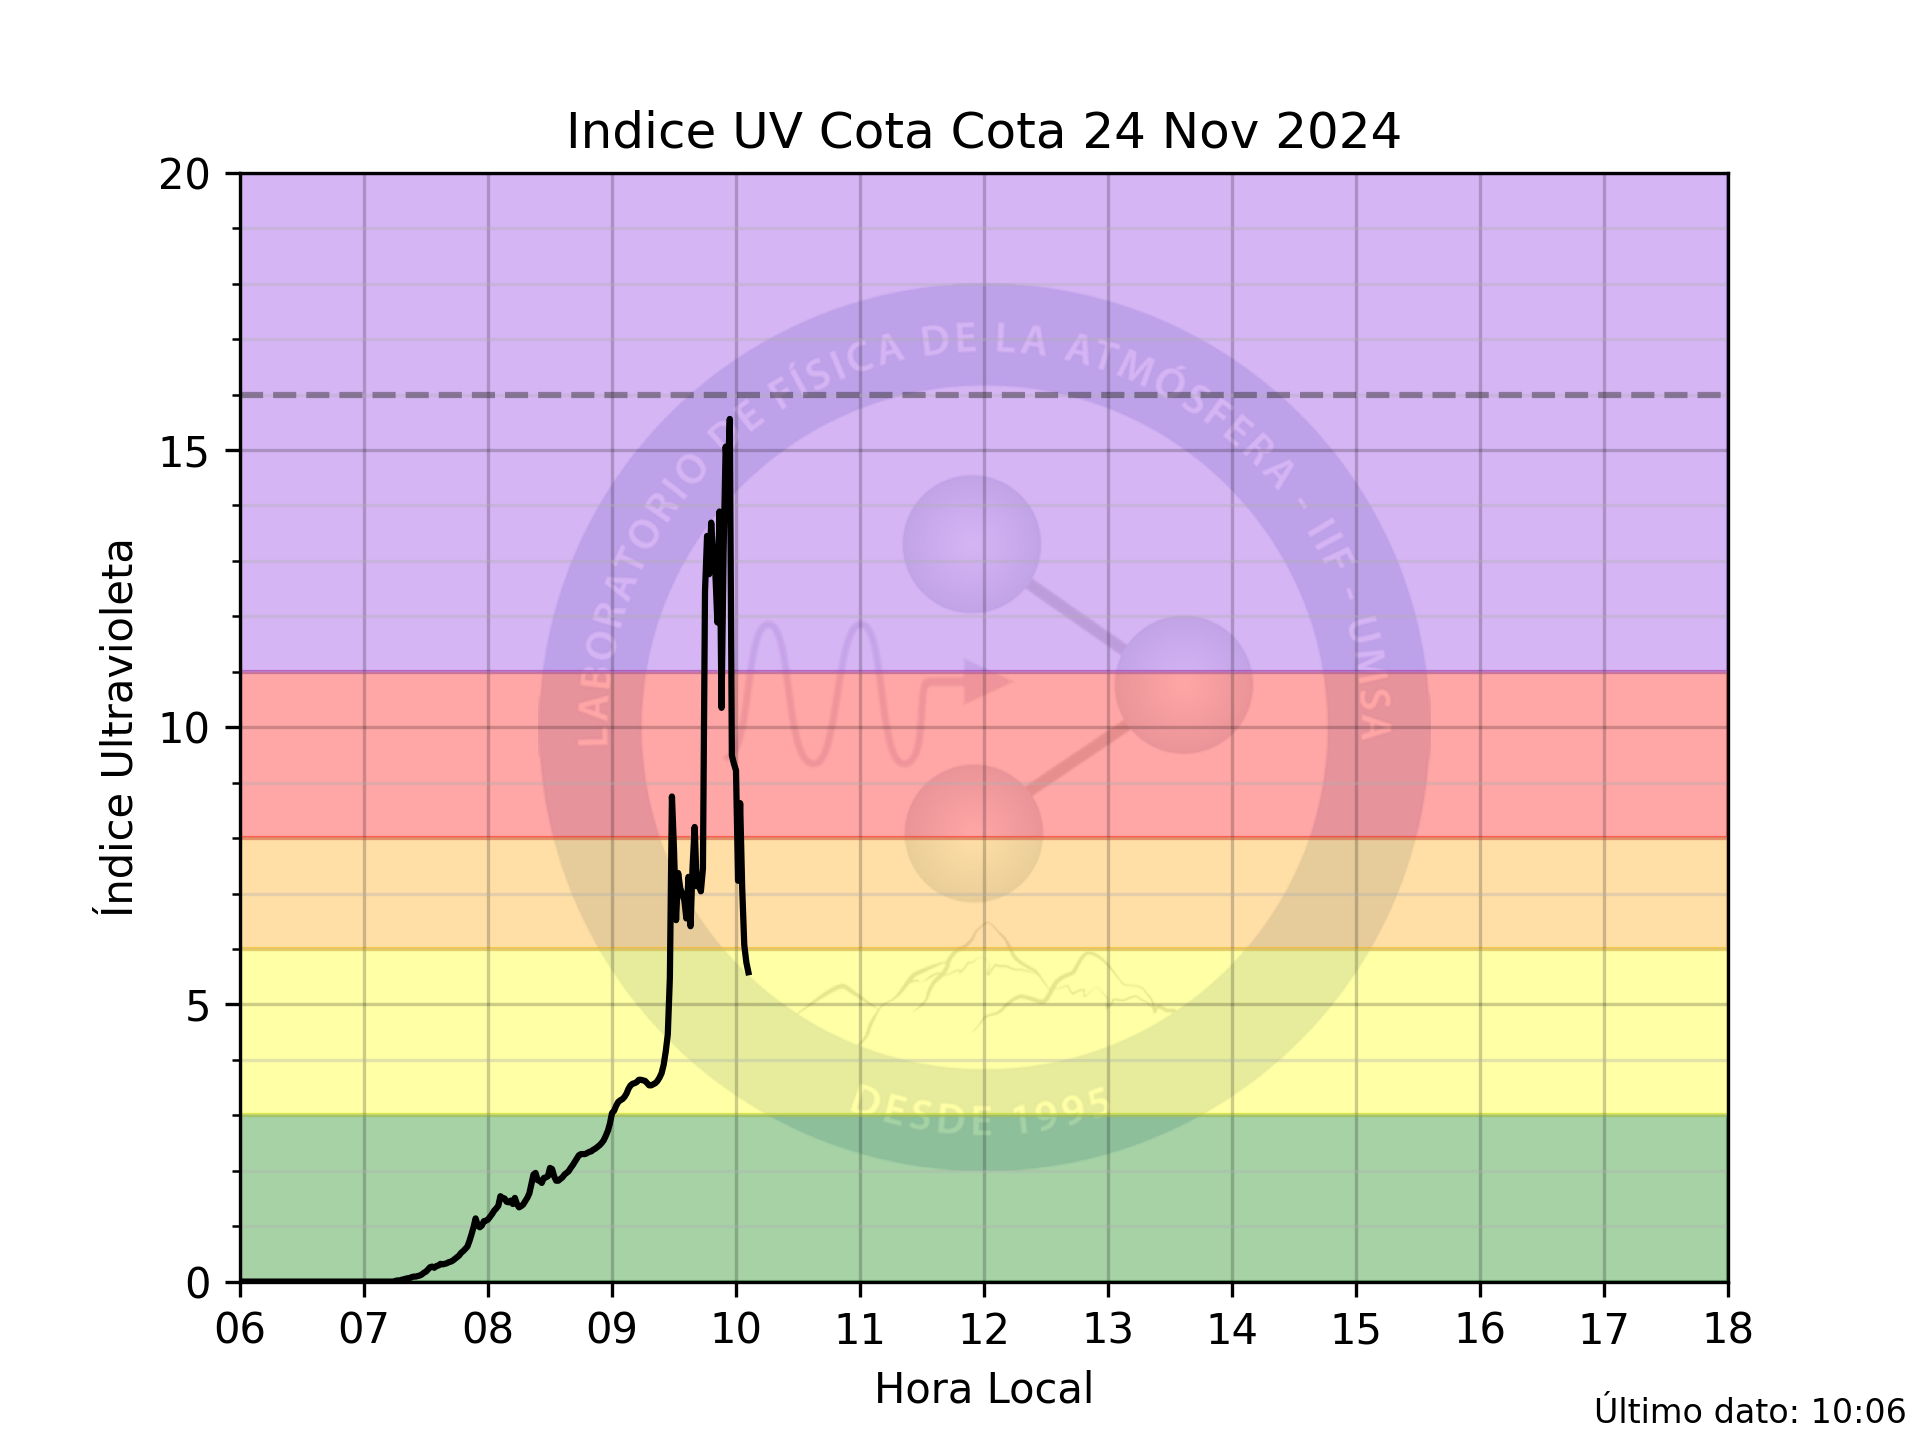 Indice UV Cota Cota 24 Nov 2024
20
15
10
5
0
Índice Ultravioleta
LABORATORIO DE FÍSICA DE LA ATMÓSFERA - IIF - UMSA
DESDE 1995
06 07 08 09 10 11 12 13 14 15 16 17 18
Hora Local
Último dato: 10:06